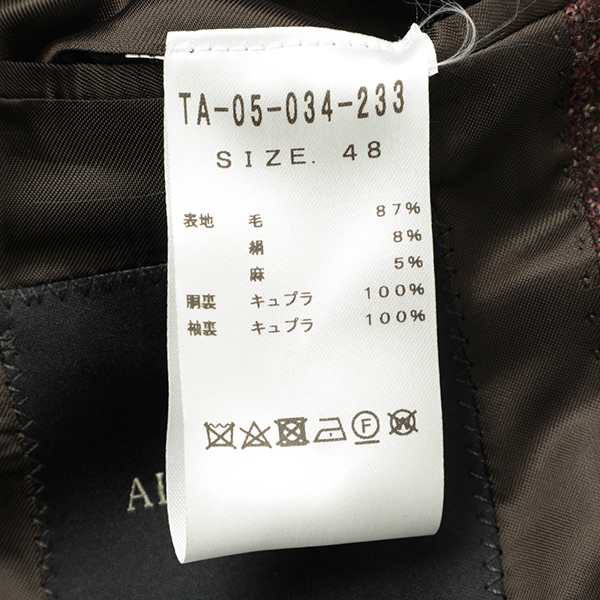 TA-05-034-233
SIZE. 48
表地 毛 87%
絹 8%
麻 5%
胴裏 キュプラ 100%
袖裏 キュプラ 100%
F W